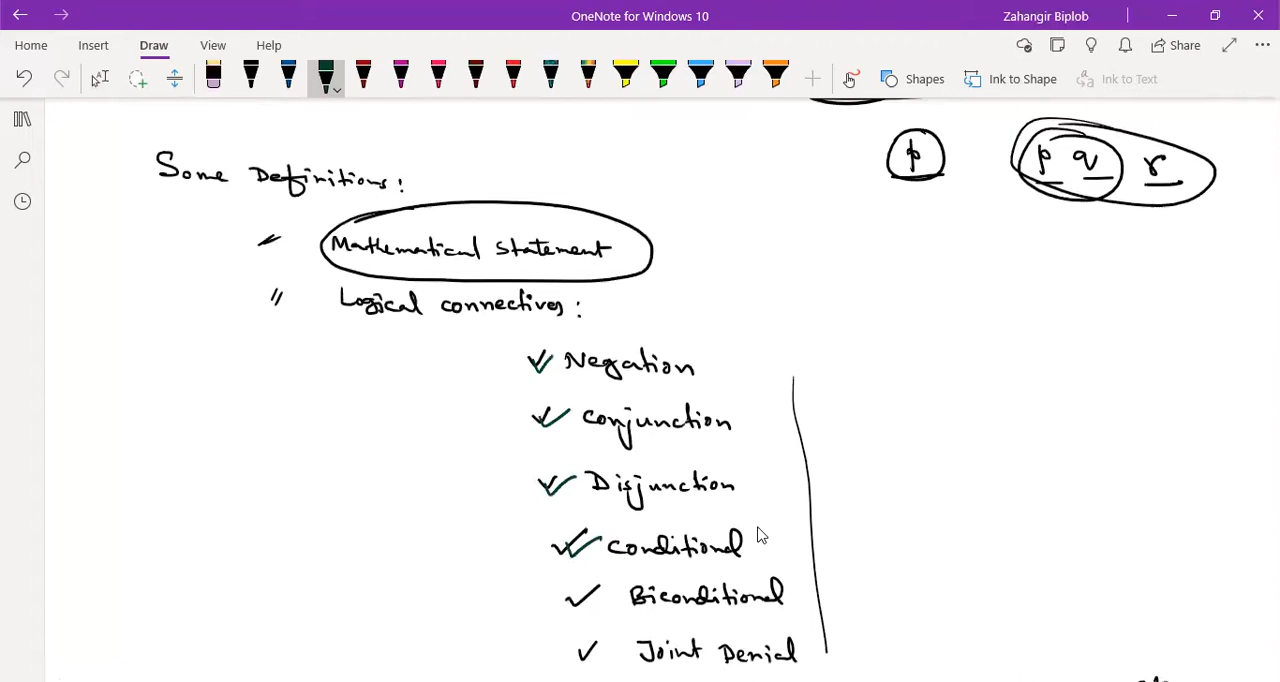 OneNote for Windows 10
Zahangir Biplob
Home Insert Draw View Help
Share
Shapes
Ink to Shape
Ink to Text
p
p q r
Some Definitions:
Mathematical Statement
Logical connectives:
Negation
Conjunction
Disjunction
Conditional
Biconditional
Joint Denial